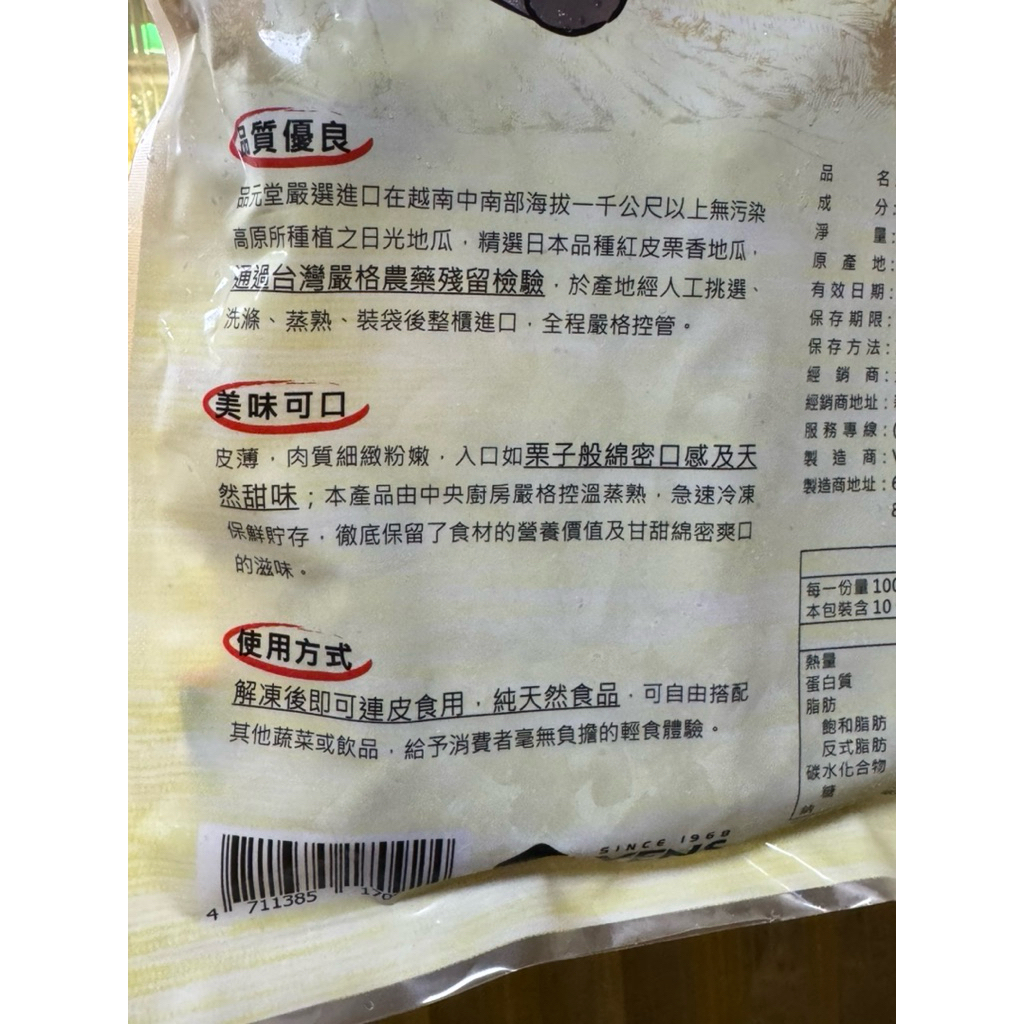 品質優良
品元堂嚴選進口在越南中南部海拔一千公尺以上無污染
高原所種植之日光地瓜，精選日本品種紅皮栗香地瓜，
通過台灣嚴格農藥殘留檢驗，於產地經人工挑選、
洗滌、蒸熟、裝袋後整櫃進口，全程嚴格控管。
美味可口
皮薄，肉質細緻粉嫩，入口如栗子般綿密口感及天
然甜味；本產品由中央廚房嚴格控溫蒸熟，急速冷凍
保鮮貯存，徹底保留了食材的營養價值及甘甜綿密爽口
的滋味。
使用方式
解凍後即可連皮食用，純天然食品，可自由搭配
其他蔬菜或飲品，給予消費者毫無負擔的輕食體驗。
4 711385 170
SINCE 1968
品名
成分:
淨量:
原產地:
有效日期:
保存期限:
保存方法:
經銷商:
經銷商地址:
服務專線:(
製造商:V
製造商地址:6
8
每一份量 100
本包裝含 10
熱量
蛋白質
脂肪
飽和脂肪
反式脂肪
碳水化合物
糖
鈉